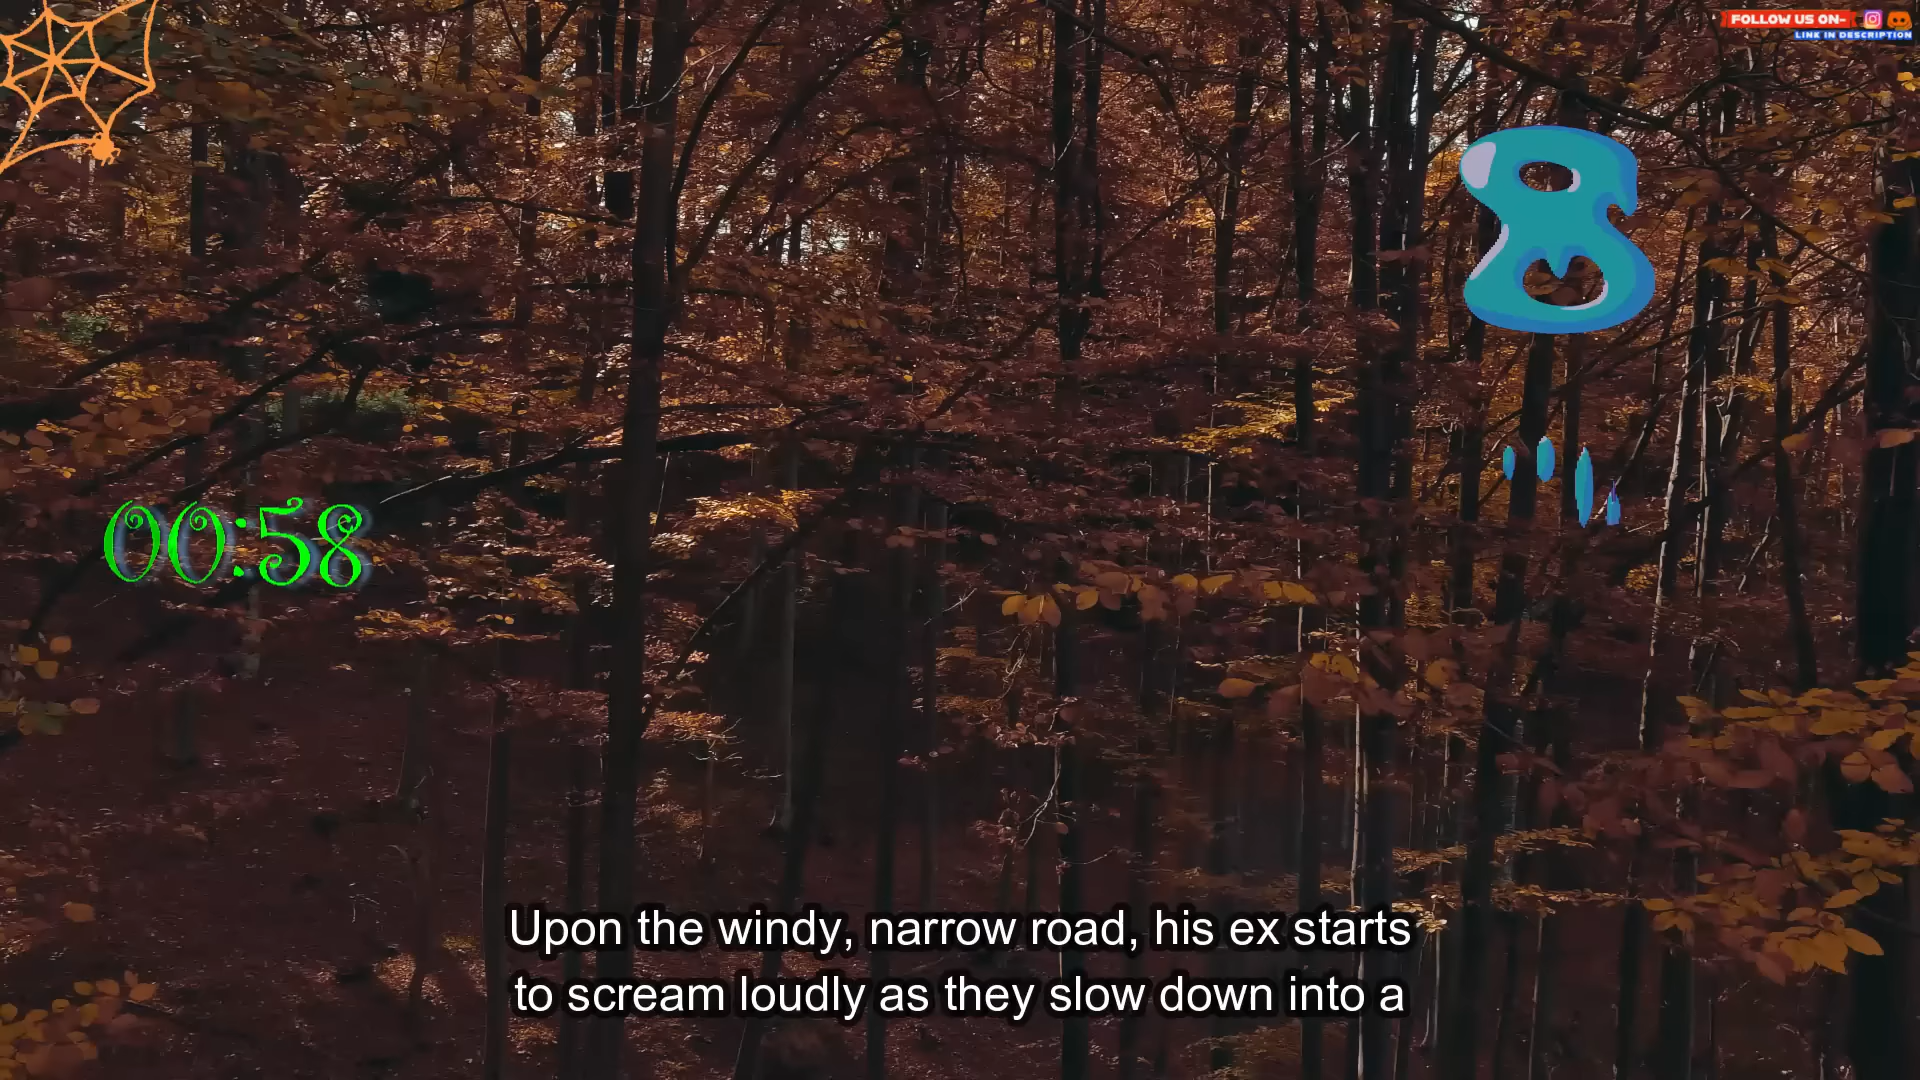 FOLLOW US ON-
LINK IN DESCRIPTION
8
00:58
Upon the windy, narrow road, his ex starts
to scream loudly as they slow down into a